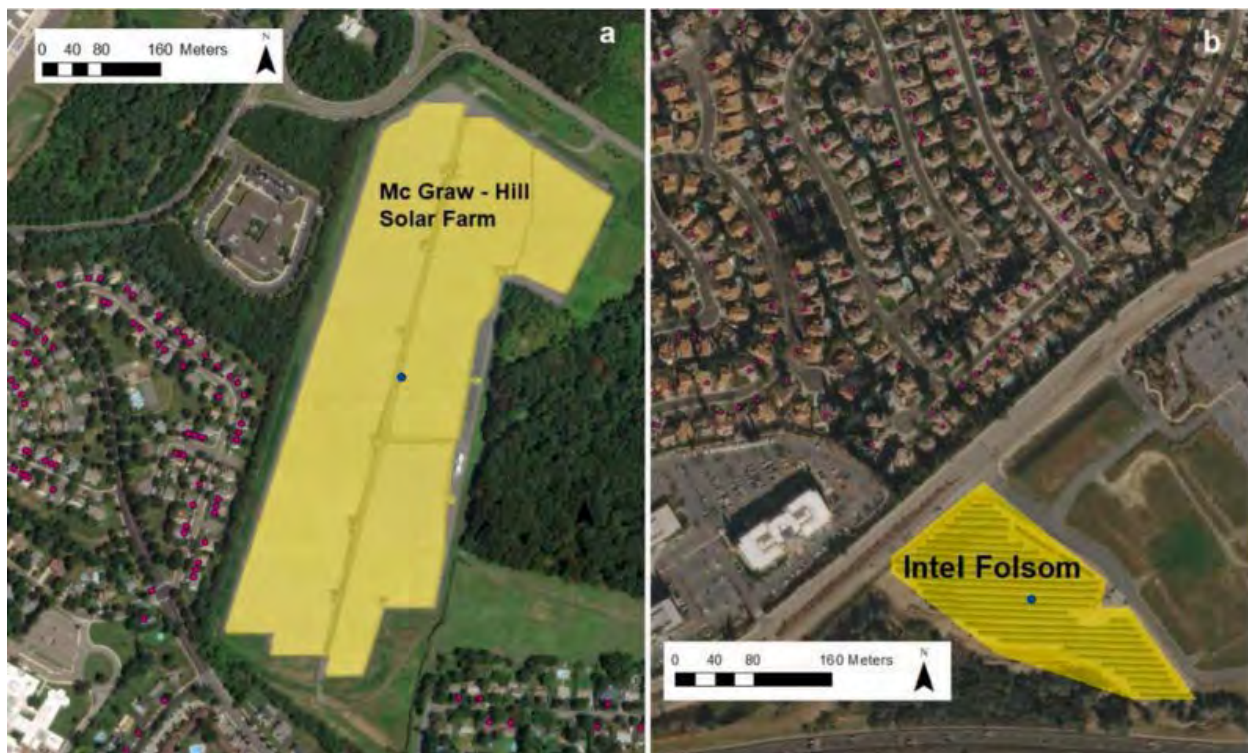 0 40 80 160 Meters
N
a
Mc Graw - Hill
Solar Farm
b
Intel Folsom
0 40 80 160 Meters
N